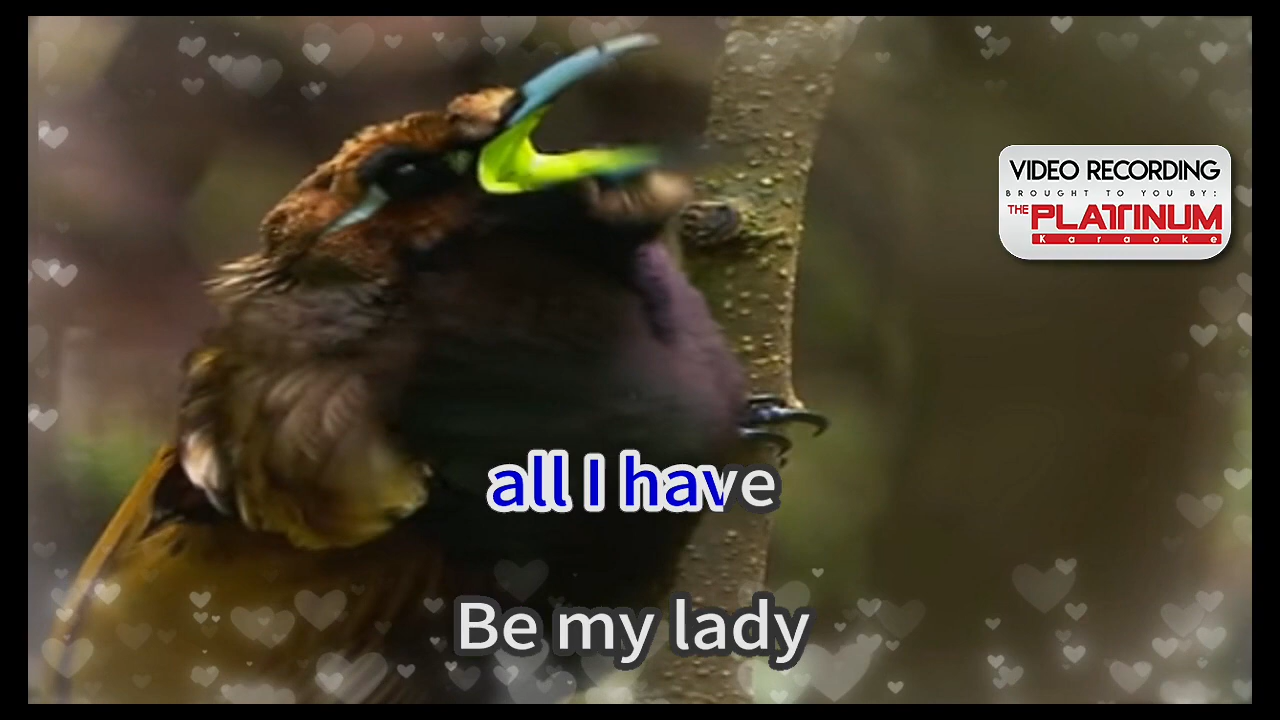 VIDEO RECORDING
BROUGHT TO YOU BY:
THE PLATINUM
Karaoke
all I have
Be my lady